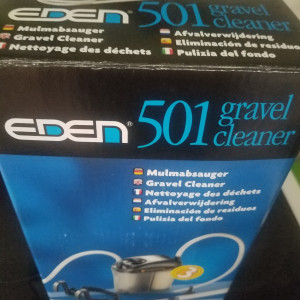 EDEN® 501 gravel cleaner
Mulmabsauger
Gravel Cleaner
Nettoyage des déchets
Afvalverwijdering
Eliminación de residuos
Pulizia del fondo
EDEN® 501 gravel cleaner
Mulmabsauger
Gravel Cleaner
Nettoyage des déchets
Afvalverwijdering
Eliminación de residuos
Pulizia del fondo
3